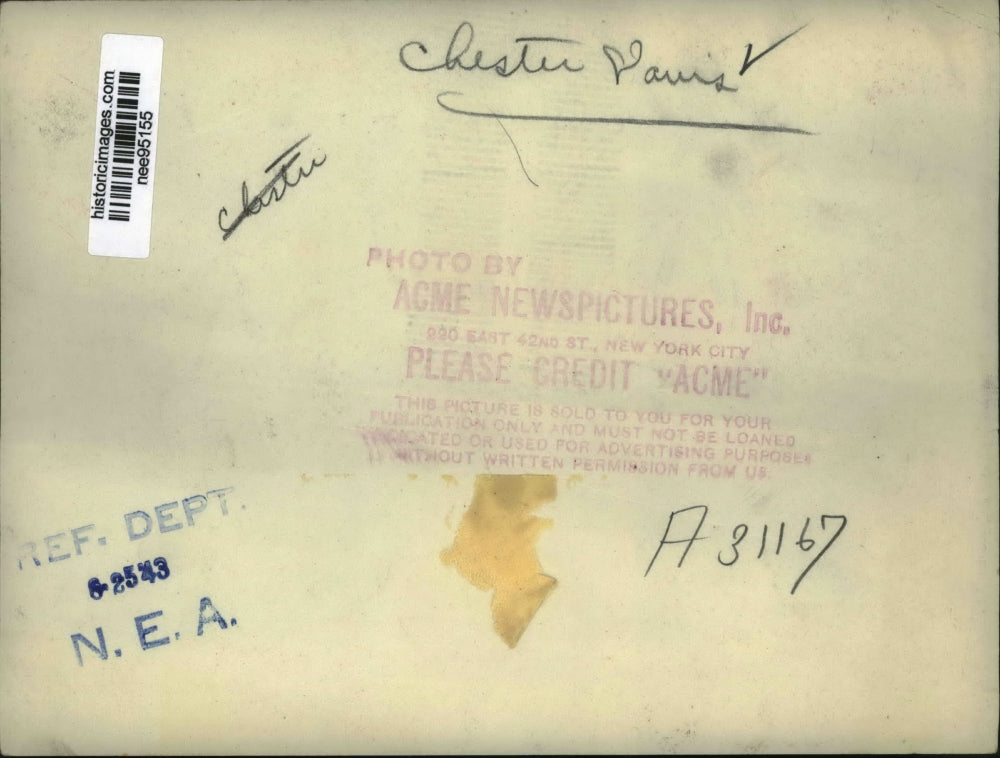 Chester Davis ✓
historicimages.com
nee95155
Chester
PHOTO BY
ACME NEWSPICTURES, Inc.
220 EAST 42ND ST., NEW YORK CITY
PLEASE CREDIT "ACME"
THIS PICTURE IS SOLD TO YOU FOR YOUR
PUBLICATION ONLY AND MUST NOT BE LOANED
OR USED FOR ADVERTISING PURPOSES
WITHOUT WRITTEN PERMISSION FROM US.
REF. DEPT.
6-25-43
N. E. A.
A 31167